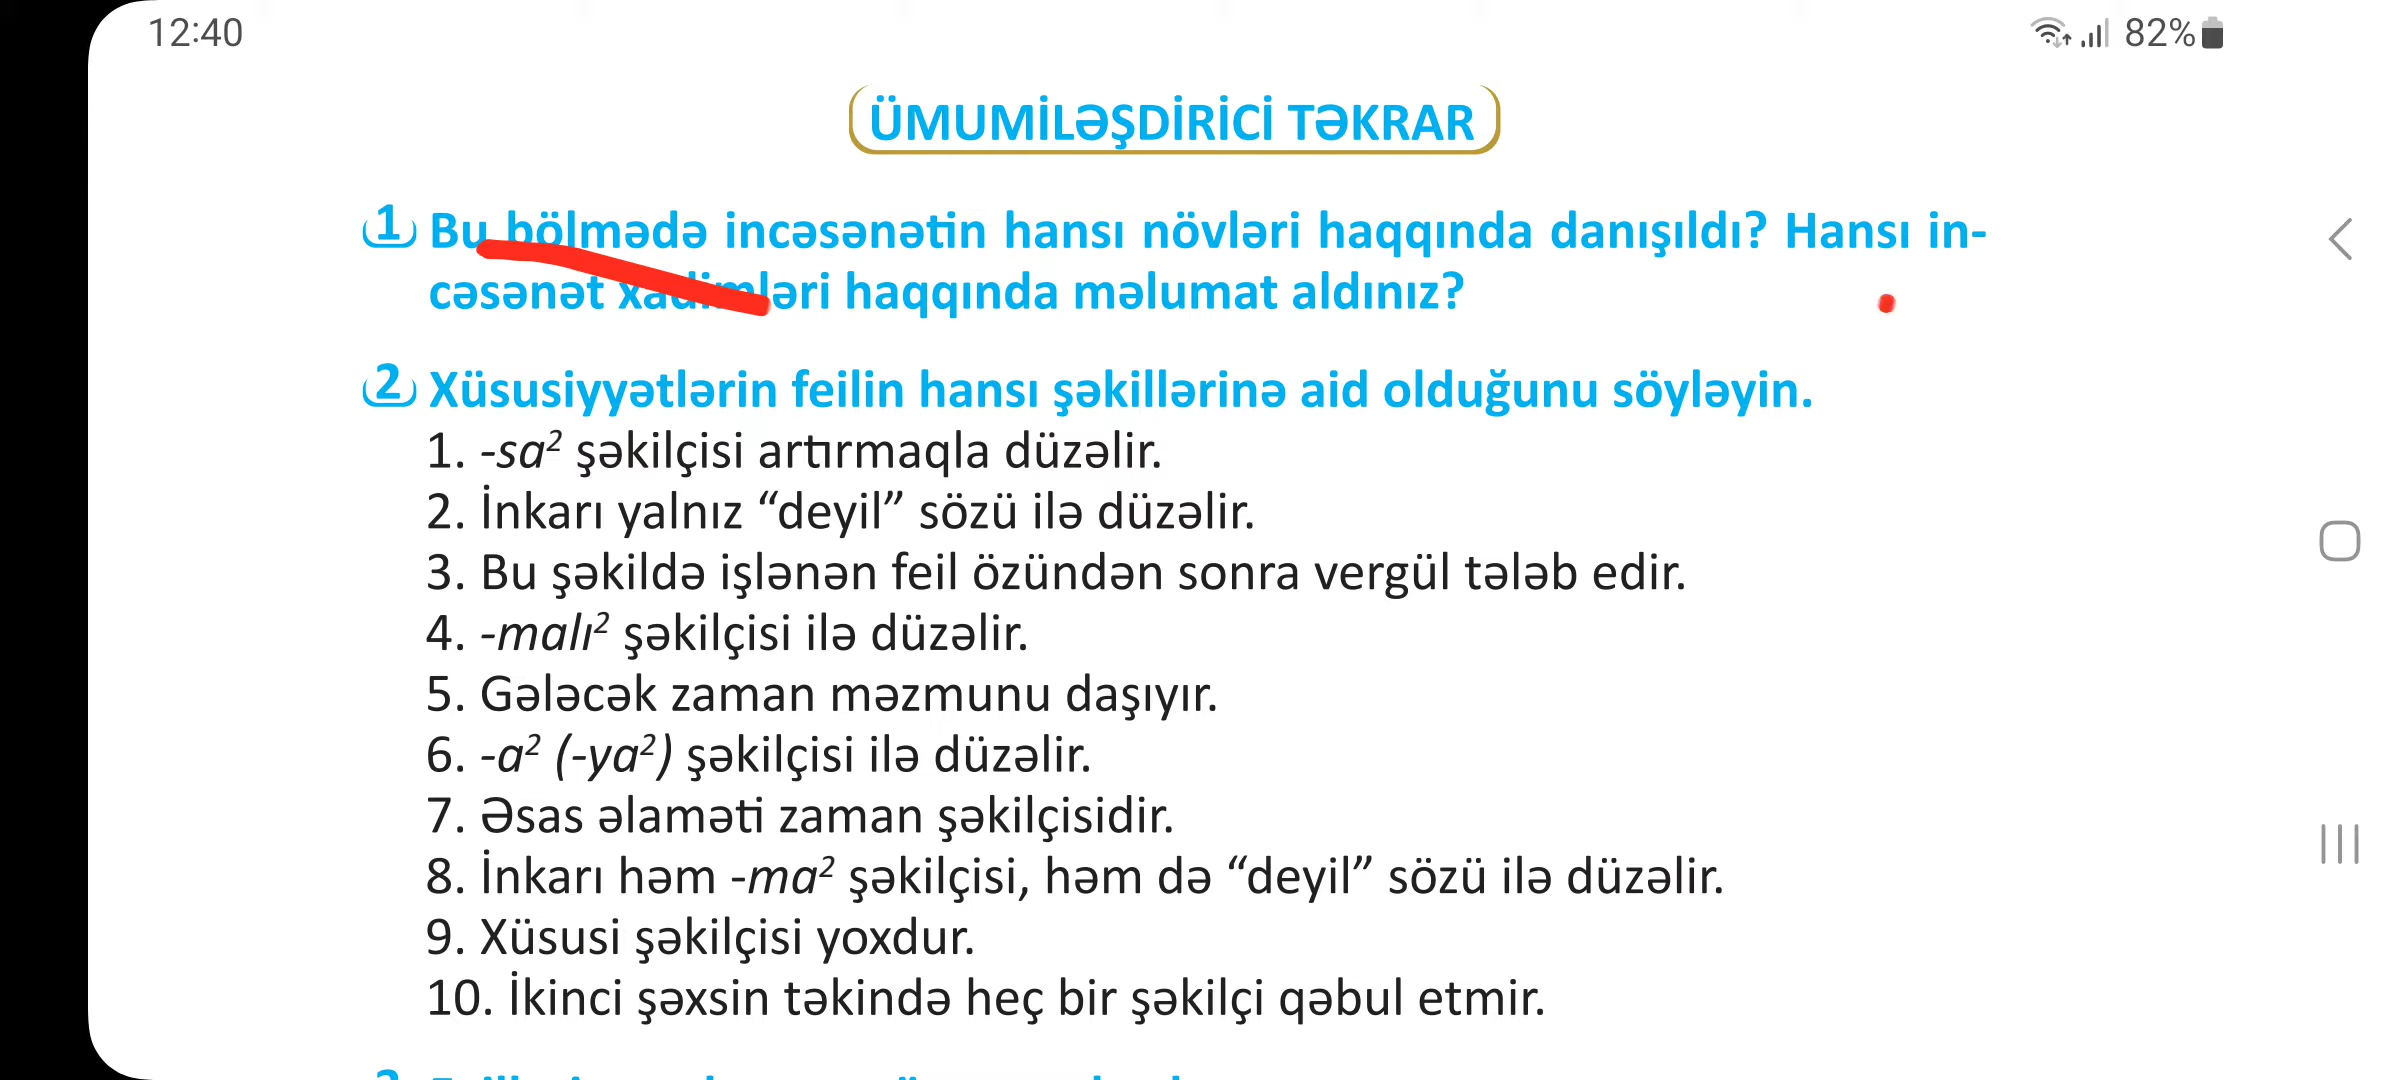 12:40
82%
ÜMUMİLƏŞDİRİCİ TƏKRAR
1 Bu bölmədə incəsənətin hansı növləri haqqında danışıldı? Hansı in-
cəsənət xadimləri haqqında məlumat aldınız?
2 Xüsusiyyətlərin feilin hansı şəkillərinə aid olduğunu söyləyin.
1. -sa² şəkilçisi artırmaqla düzəlir.
2. İnkarı yalnız “deyil” sözü ilə düzəlir.
3. Bu şəkildə işlənən feil özündən sonra vergül tələb edir.
4. -malı² şəkilçisi ilə düzəlir.
5. Gələcək zaman məzmunu daşıyır.
6. -a² (-ya²) şəkilçisi ilə düzəlir.
7. Əsas əlaməti zaman şəkilçisidir.
8. İnkarı həm -ma² şəkilçisi, həm də “deyil” sözü ilə düzəlir.
9. Xüsusi şəkilçisi yoxdur.
10. İkinci şəxsin təkində heç bir şəkilçi qəbul etmir.